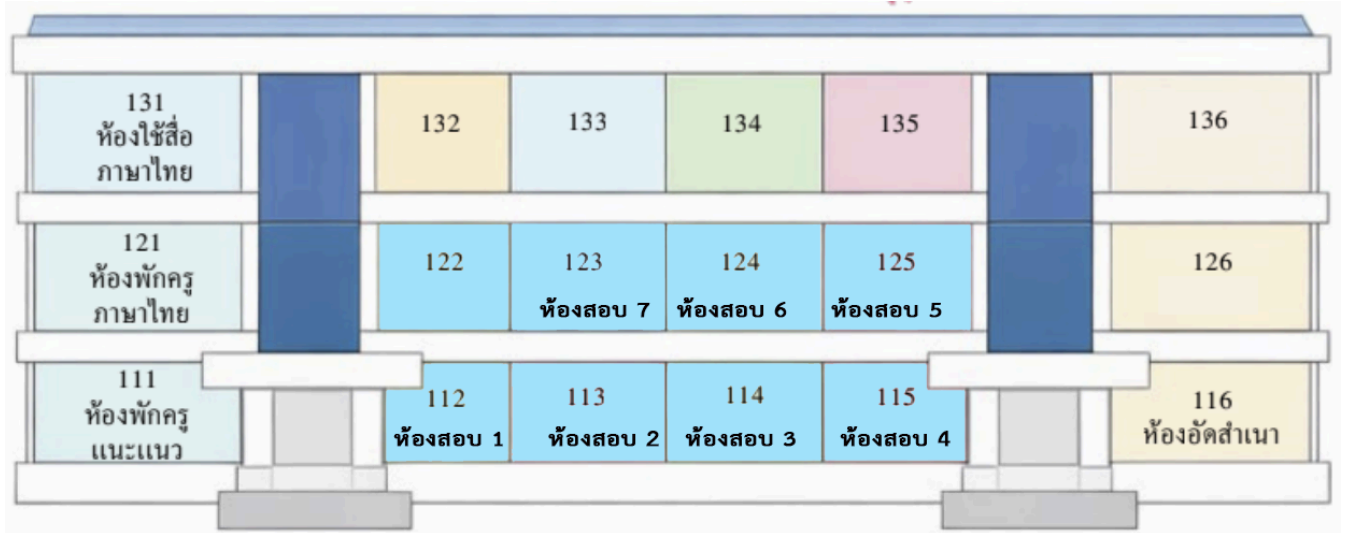 131
ห้องใช้สื่อ
ภาษาไทย
132
133
134
135
136
121
ห้องพักครู
ภาษาไทย
122
123
ห้องสอบ 7
124
ห้องสอบ 6
125
ห้องสอบ 5
126
111
ห้องพักครู
แนะแนว
112
ห้องสอบ 1
113
ห้องสอบ 2
114
ห้องสอบ 3
115
ห้องสอบ 4
116
ห้องอัดสำเนา